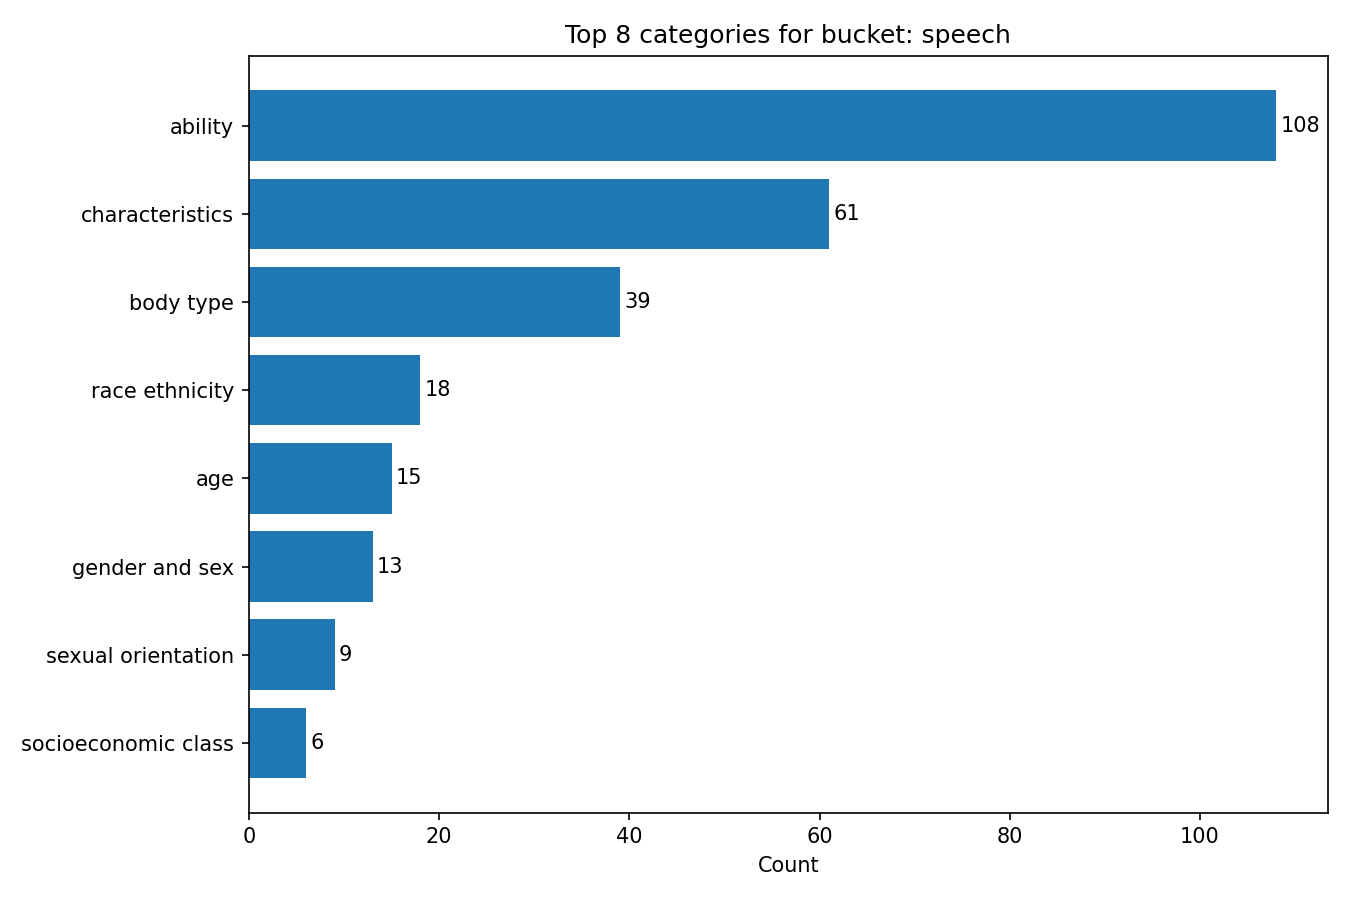 Top 8 categories for bucket: speech
ability 108
characteristics 61
body type 39
race ethnicity 18
age 15
gender and sex 13
sexual orientation 9
socioeconomic class 6
0 20 40 60 80 100
Count